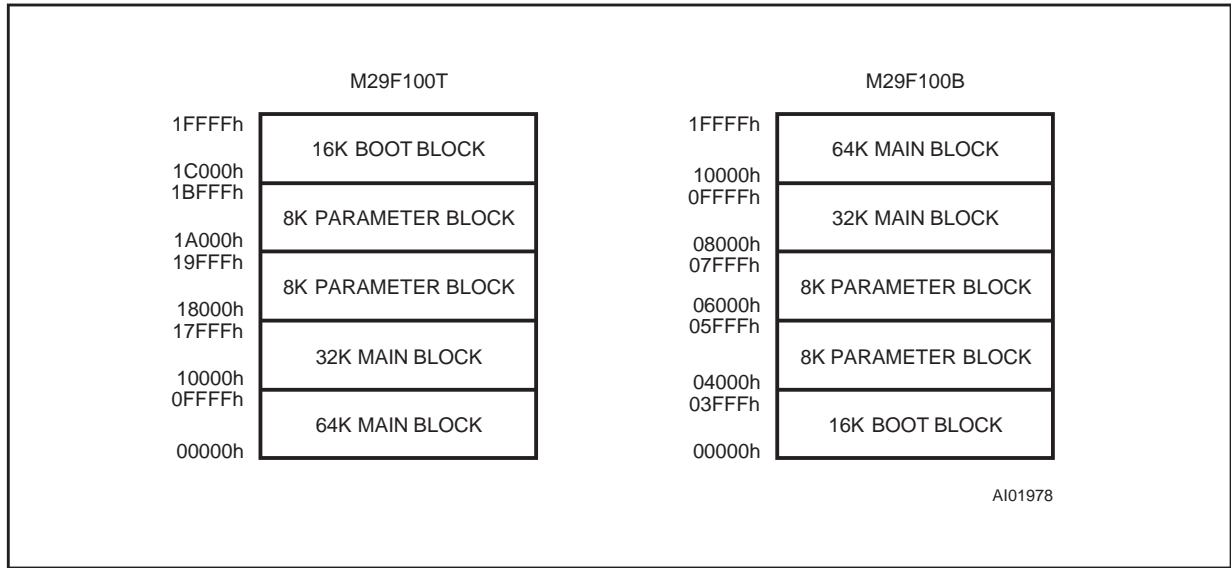 M29F100T
1FFFFh
16K BOOT BLOCK
1C000h
1BFFFh
8K PARAMETER BLOCK
1A000h
19FFFh
8K PARAMETER BLOCK
18000h
17FFFh
32K MAIN BLOCK
10000h
0FFFFh
64K MAIN BLOCK
00000h
M29F100B
1FFFFh
64K MAIN BLOCK
10000h
0FFFFh
32K MAIN BLOCK
08000h
07FFFh
8K PARAMETER BLOCK
06000h
05FFFh
8K PARAMETER BLOCK
04000h
03FFFh
16K BOOT BLOCK
00000h
AI01978